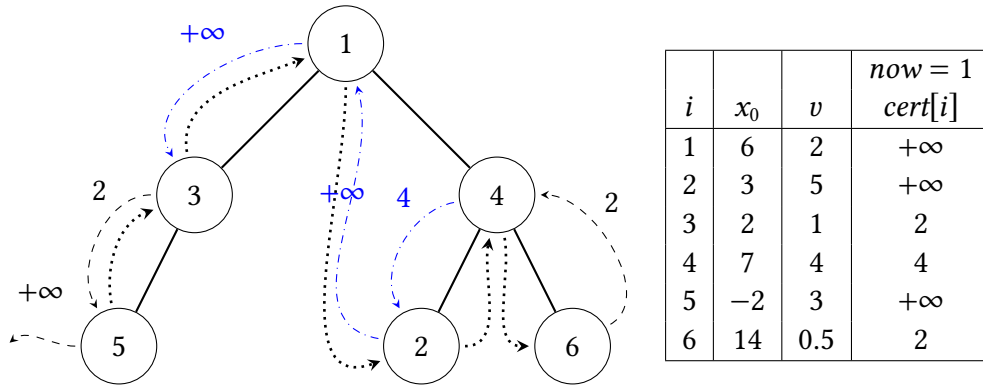 +∞
1
+∞
2
3
4
4
2
+∞
5
2
6
now = 1
i x₀ v cert[i]
1 6 2 +∞
2 3 5 +∞
3 2 1 2
4 7 4 4
5 −2 3 +∞
6 14 0.5 2